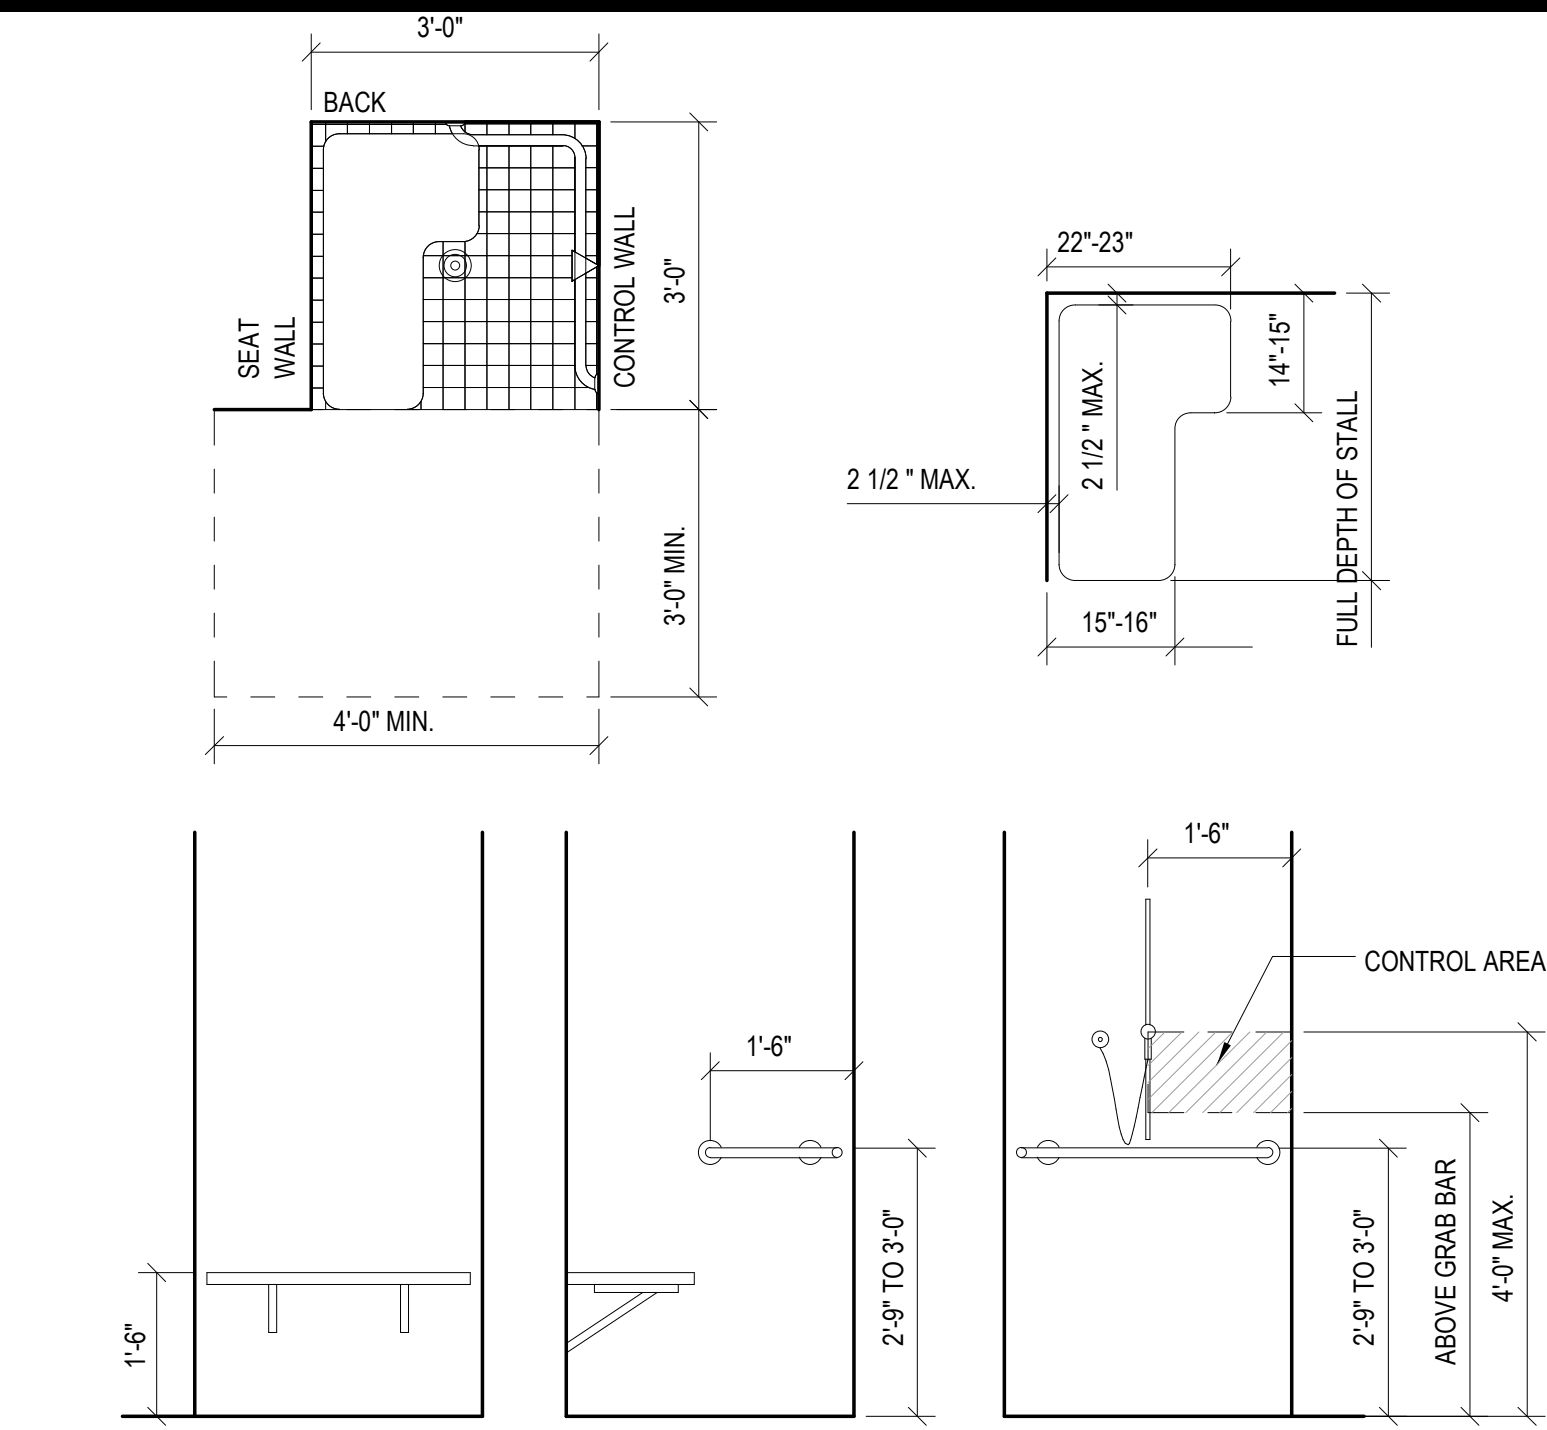 3'-0"
BACK
SEAT
WALL
CONTROL WALL
3'-0"
3'-0" MIN.
4'-0" MIN.
22"-23"
14"-15"
2 1/2 " MAX.
2 1/2 " MAX.
FULL DEPTH OF STALL
15"-16"
1'-6"
1'-6"
2'-9" TO 3'-0"
1'-6"
CONTROL AREA
2'-9" TO 3'-0"
ABOVE GRAB BAR
4'-0" MAX.